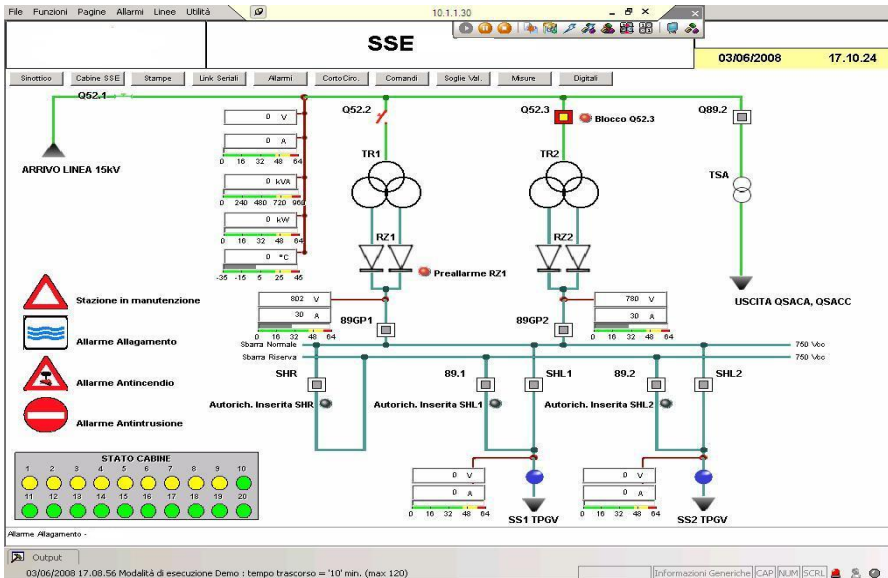 File Funzioni Pagine Allarmi Linee Utilità
10.1.1.30
SSE
03/06/2008 17.10.24
Sinottico Cabine SSE Stampe Link Seriali Allarmi CortoCiro. Comandi Soglie Val. Misure Digitali
Q52.1
Q52.2
Q52.3
Blocco Q52.3
Q89.2
ARRIVO LINEA 15kV
0 V
0 A
0 16 32 48 64
0 kVA
0 240 480 720 960
0 kW
0 16 32 48 64
0 °C
-35 -15 5 25 45
TR1
TR2
TSA
RZ1
RZ2
Preallarme RZ1
USCITA QSACA, QSACC
802 V
30 A
0 16 32 48 64
89GP1
89GP2
780 V
30 A
0 16 32 48 64
Sbarra Normale
750 Vcc
Sbarra Riserva
750 Vcc
Stazione in manutenzione
Allarme Allagamento
Allarme Antincendio
Allarme Antintrusione
SHR
89.1
SHL1
89.2
SHL2
Autorich. Inserita SHR
Autorich. Inserita SHL1
Autorich. Inserita SHL2
STATO CABINE
1 2 3 4 5 6 7 8 9 10
11 12 13 14 15 16 17 18 19 20
0 V
0 A
0 16 32 48 64
SS1 TPGV
0 V
0 A
0 16 32 48 64
SS2 TPGV
Allarme Allagamento -
Output
03/06/2008 17.08.56 Modalità di esecuzione Demo : tempo trascorso = '10' min. (max 120)
Informazioni Generiche CAP NUM SCRL